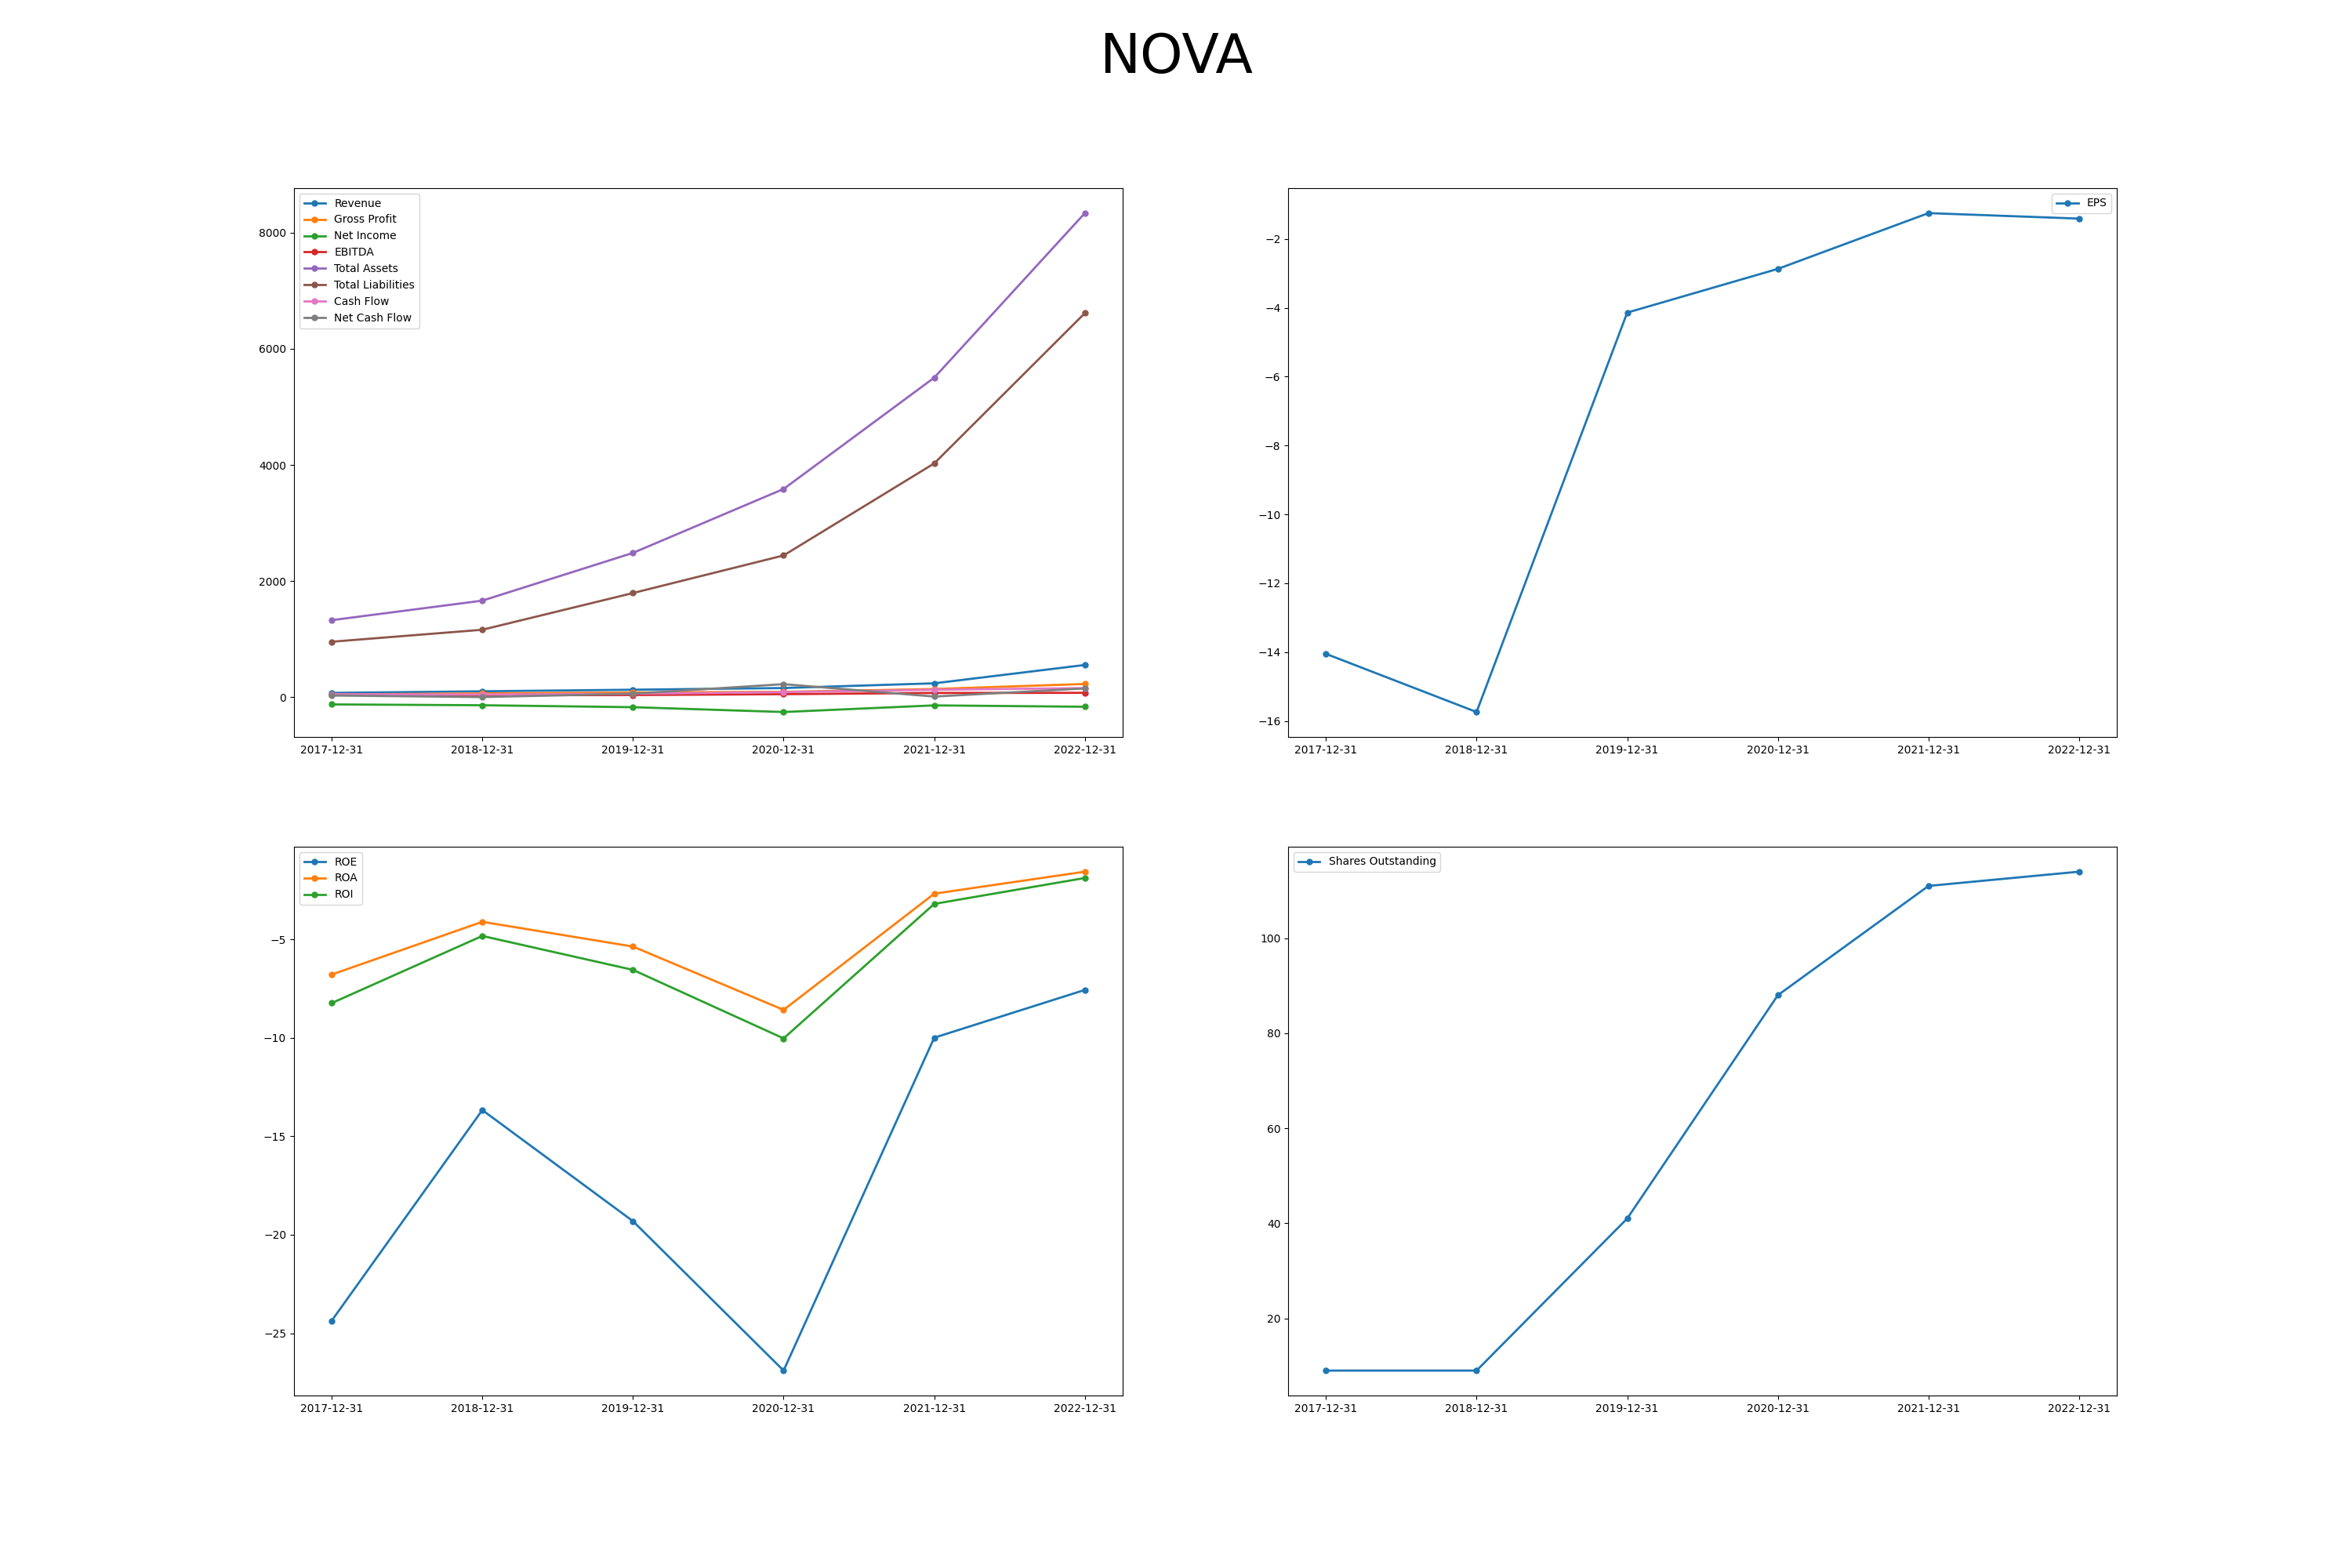 NOVA
Revenue
Gross Profit
Net Income
EBITDA
Total Assets
Total Liabilities
Cash Flow
Net Cash Flow
8000
6000
4000
2000
0
2017-12-31 2018-12-31 2019-12-31 2020-12-31 2021-12-31 2022-12-31
EPS
−2
−4
−6
−8
−10
−12
−14
−16
2017-12-31 2018-12-31 2019-12-31 2020-12-31 2021-12-31 2022-12-31
ROE
ROA
ROI
−5
−10
−15
−20
−25
2017-12-31 2018-12-31 2019-12-31 2020-12-31 2021-12-31 2022-12-31
Shares Outstanding
100
80
60
40
20
2017-12-31 2018-12-31 2019-12-31 2020-12-31 2021-12-31 2022-12-31